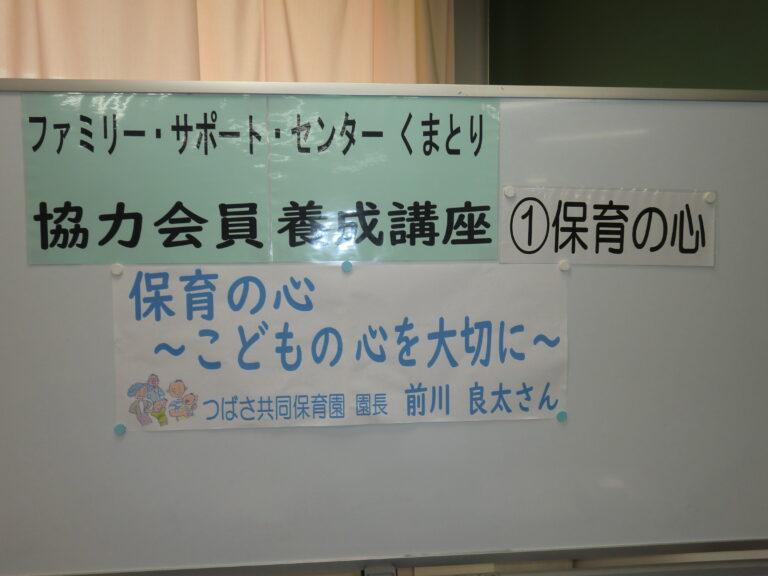 ファミリー・サポート・センター くまとり
協力会員 養成講座
①保育の心
保育の心
～こどもの心を大切に～
つばさ共同保育園 園長 前川 良太さん